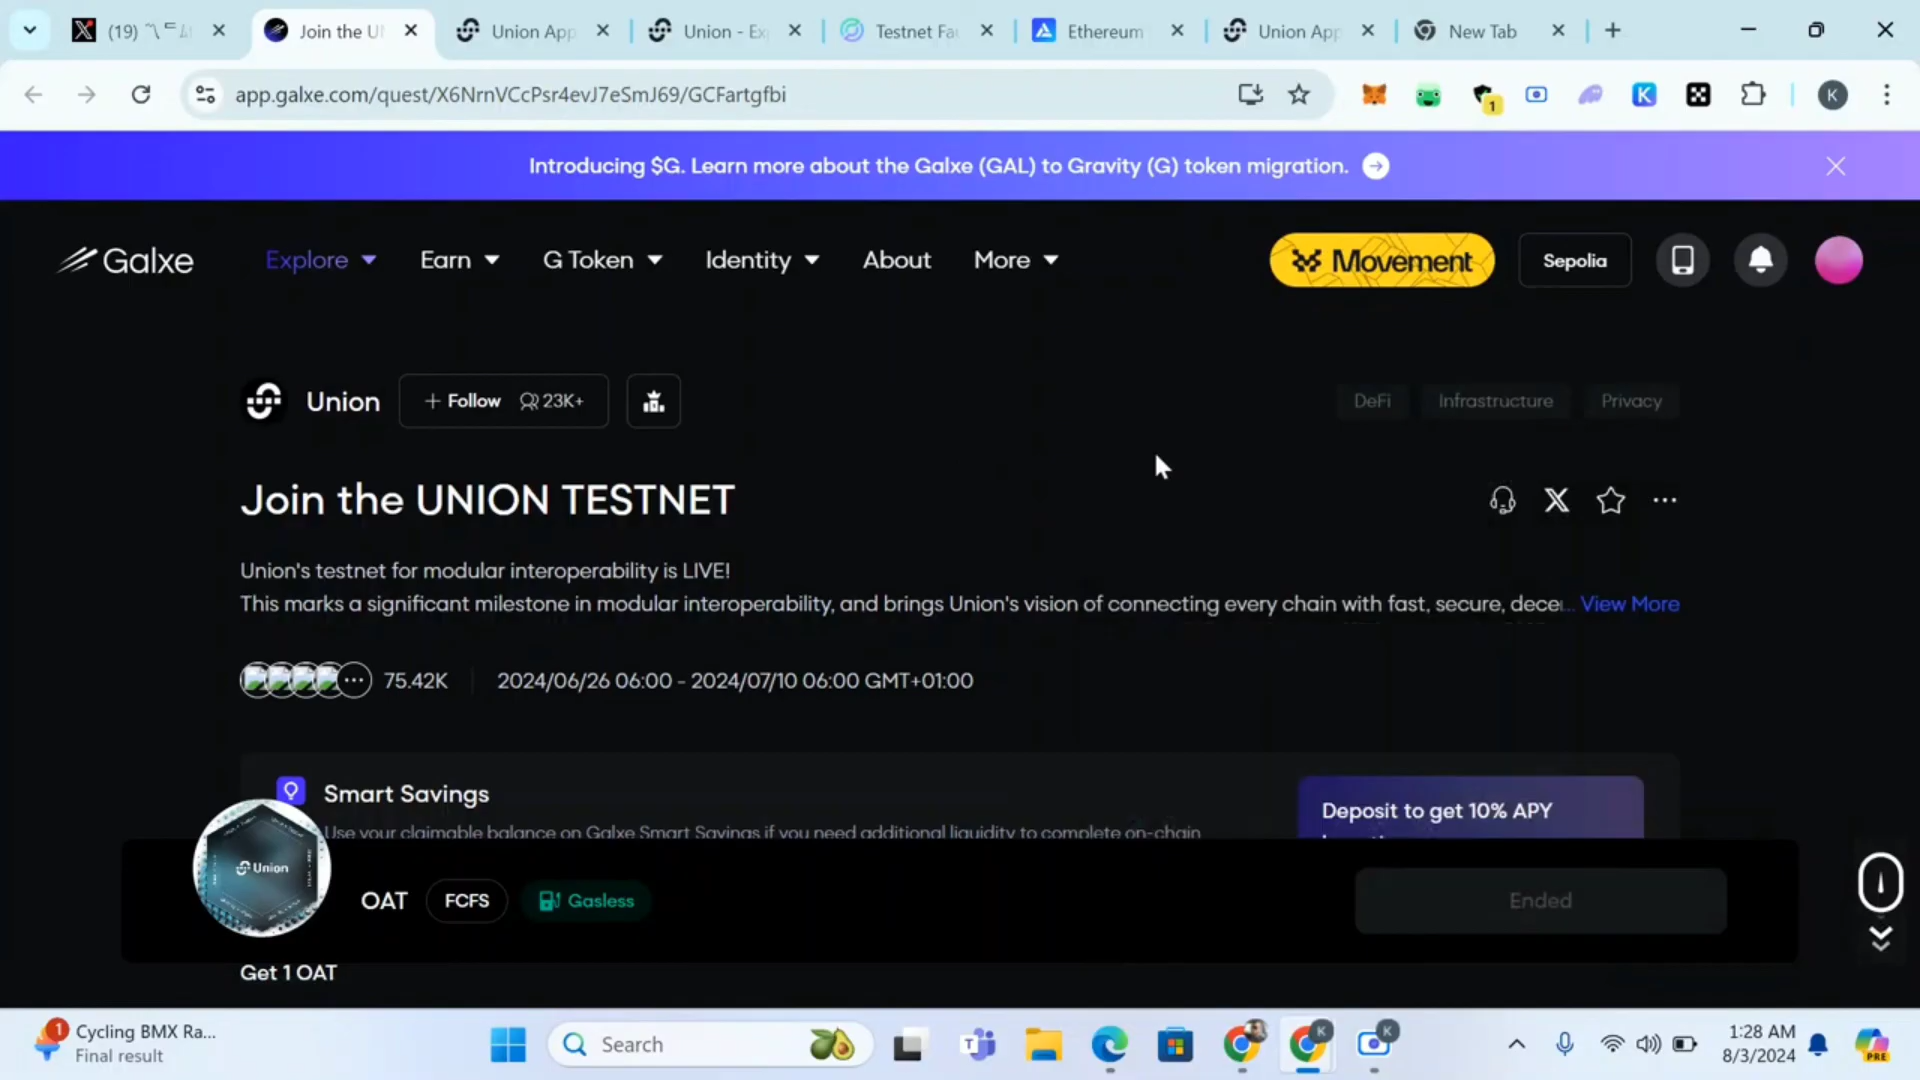 (19)
Join the U
Union App
Union - Ex
Testnet Fau
Ethereum
Union App
New Tab
app.galxe.com/quest/X6NrnVCcPsr4evJ7eSmJ69/GCFartgfbi
1
K
K
Introducing $G. Learn more about the Galxe (GAL) to Gravity (G) token migration.
Galxe
Explore
Earn
G Token
Identity
About
More
Movement
Sepolia
Union
+ Follow 23K+
DeFi
Infrastructure
Privacy
Join the UNION TESTNET
Union's testnet for modular interoperability is LIVE!
This marks a significant milestone in modular interoperability, and brings Union's vision of connecting every chain with fast, secure, dece... View More
75.42K
2024/06/26 06:00 - 2024/07/10 06:00 GMT+01:00
Smart Savings
Use your claimable balance on Galxe Smart Savings if you need additional liquidity to complete on-chain
Deposit to get 10% APY
Union
OAT
FCFS
Gasless
Ended
Get 1 OAT
1
Cycling BMX Ra...
Final result
Search
T
K
K
1:28 AM
8/3/2024
PRE